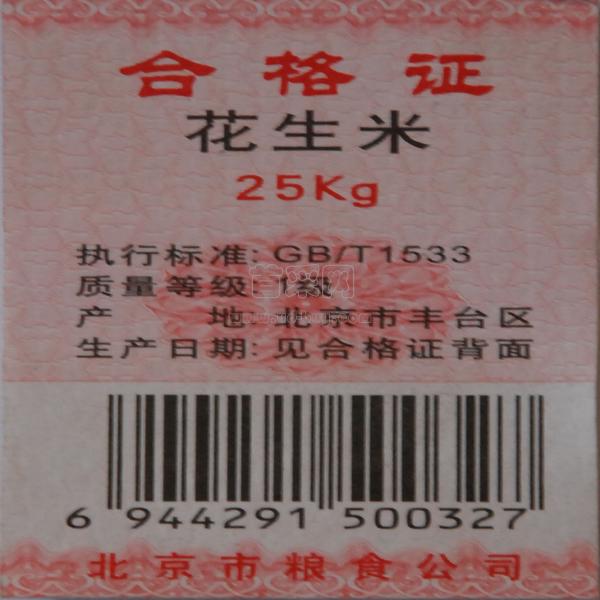 合格证
花生米
25Kg
执行标准: GB/T1533
质量等级: 1级
产 地: 北京市丰台区
生产日期: 见合格证背面
6 944291 500327
北京市粮食公司